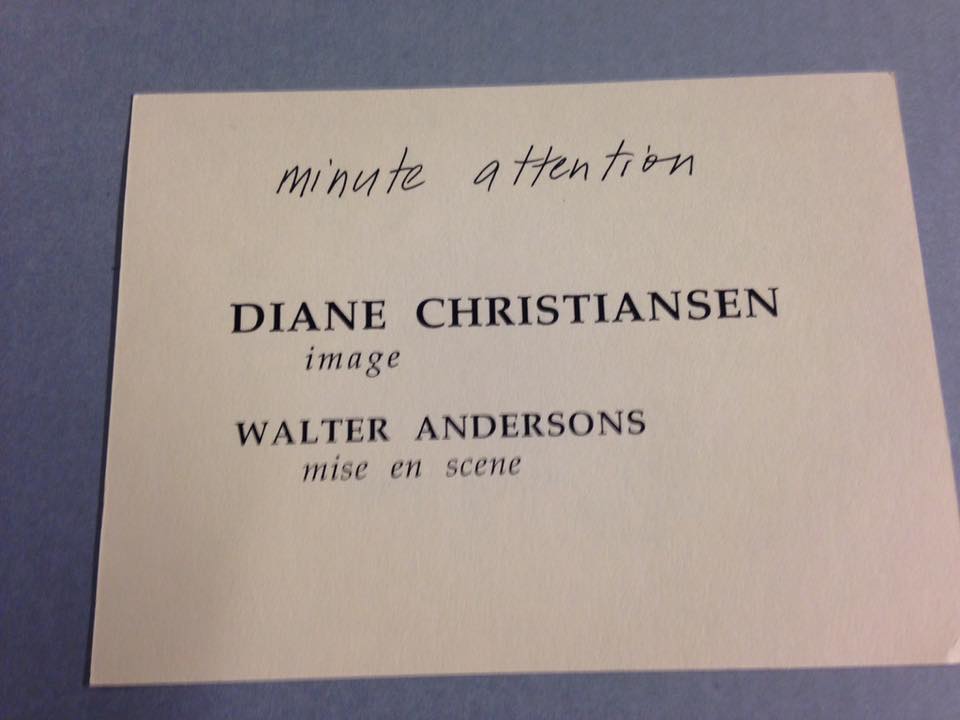 minute attention
DIANE CHRISTIANSEN
image
WALTER ANDERSONS
mise en scene